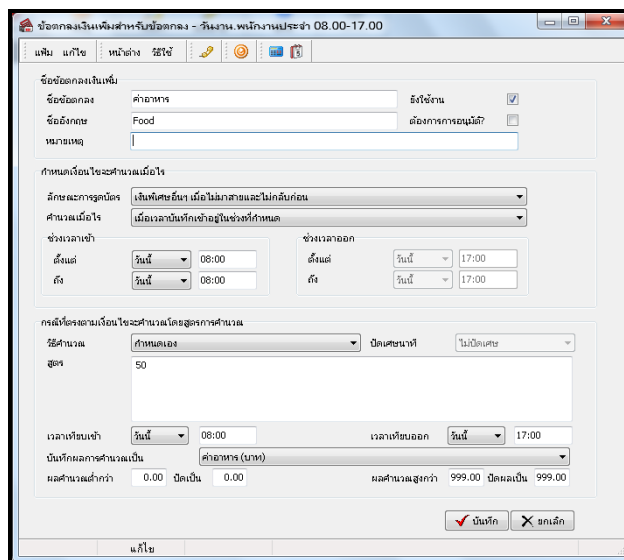 ข้อตกลงเงินเพิ่มสำหรับข้อตกลง - วันงาน.พนักงานประจำ 08.00-17.00
แฟ้ม แก้ไข หน้าต่าง วิธีใช้
ชื่อข้อตกลงเงินเพิ่ม
ชื่อข้อตกลง ค่าอาหาร ยังใช้งาน
ชื่ออังกฤษ Food ต้องการการอนุมัติ?
หมายเหตุ
กำหนดเงื่อนไขจะคำนวณเมื่อไร
ลักษณะการรูดบัตร เงินพิเศษอื่นๆ เมื่อไม่มาสายและไม่กลับก่อน
คำนวณเมื่อไร เมื่อเวลาบันทึกเข้าอยู่ในช่วงที่กำหนด
ช่วงเวลาเข้า ช่วงเวลาออก
ตั้งแต่ วันนี้ 08:00 ตั้งแต่ วันนี้ 17:00
ถึง วันนี้ 08:00 ถึง วันนี้ 17:00
กรณีที่ตรงตามเงื่อนไขจะคำนวณโดยสูตรการคำนวณ
วิธีคำนวณ กำหนดเอง ปัดเศษนาที ไม่ปัดเศษ
สูตร 50
เวลาเทียบเข้า วันนี้ 08:00 เวลาเทียบออก วันนี้ 17:00
บันทึกผลการคำนวณเป็น ค่าอาหาร (บาท)
ผลคำนวณต่ำกว่า 0.00 ปัดเป็น 0.00 ผลคำนวณสูงกว่า 999.00 ปัดผลเป็น 999.00
บันทึก ยกเลิก
แก้ไข